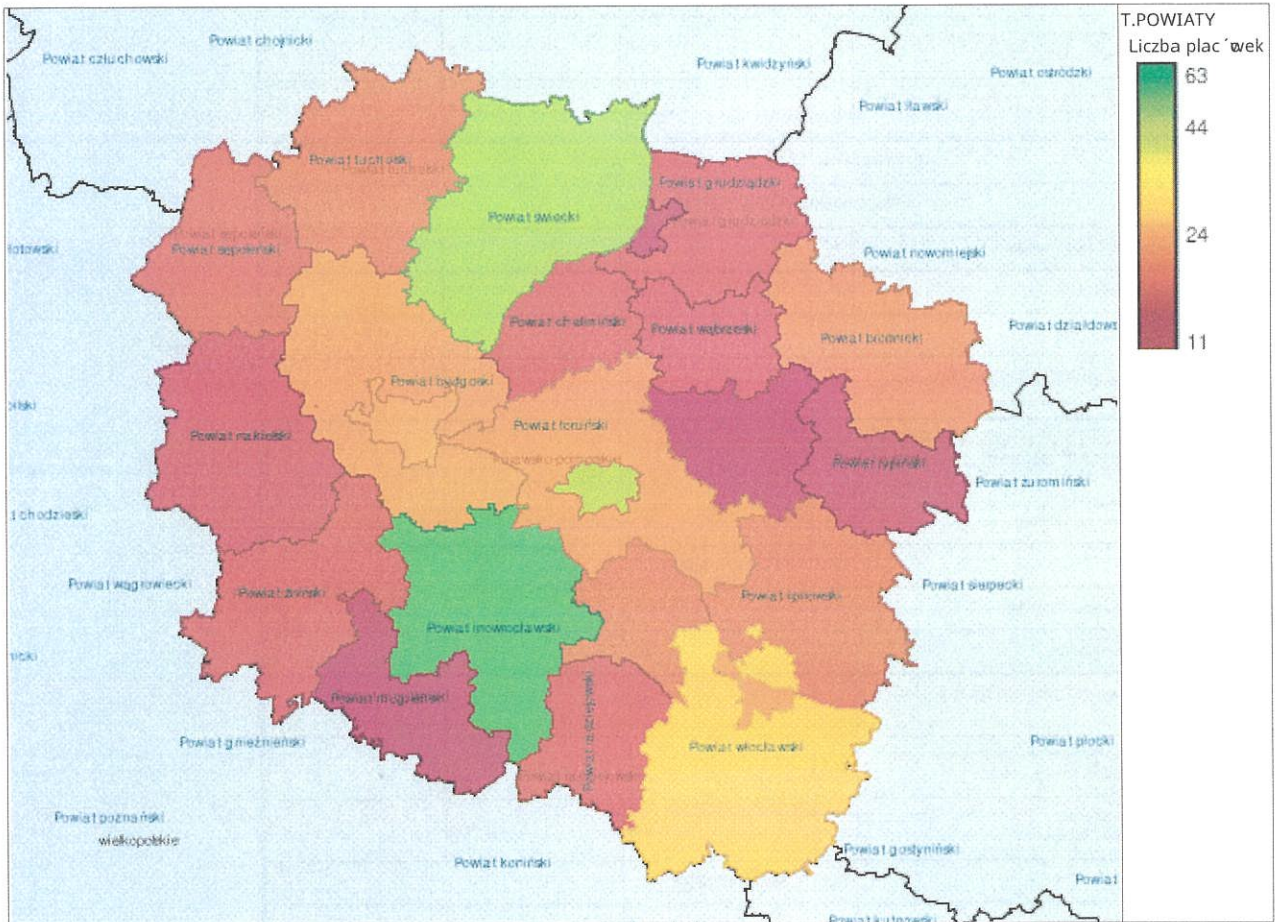 T.POWIATY
Liczba plac´wek
63
44
24
11
Powiat chojnicki
Powiat człuchowski
Powiat kwidzyński
Powiat ostródzki
Powiat iławski
Powiat tucholski
Powiat grudziądzki
Powiat świecki
Powiat sępoleński
Powiat nowomiejski
Powiat chełmiński
Powiat wąbrzeski
Powiat brodnicki
Powiat bydgoski
Powiat nakielski
Powiat toruński
kujawsko-pomorskie
Powiat rypiński
Powiat żuromiński
t chodzieski
Powiat wągrowiecki
Powiat żniński
Powiat lipnowski
Powiat sierpecki
Powiat inowrocławski
Powiat mogileński
Powiat radziejowski
Powiat gnieźnieński
Powiat włocławski
Powiat płocki
Powiat poznański
wielkopolskie
Powiat koniński
Powiat gostyniński
Powiat
Powiat kutnowski